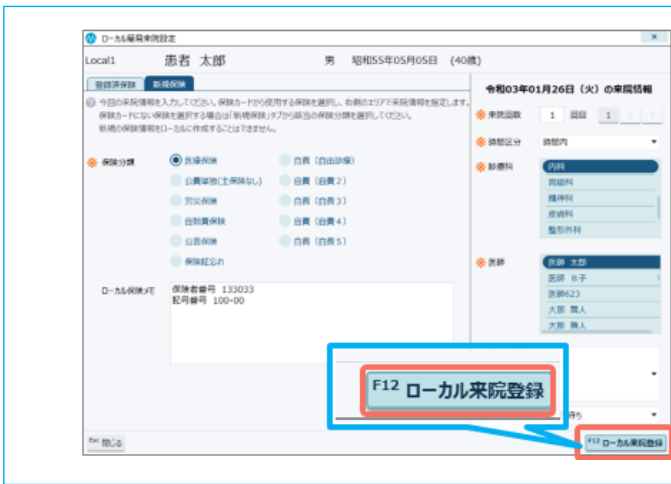 ローカル簡易来院設定
Local1 患者 太郎 男 昭和55年05月05日 (40歳)
登録済保険 新規保険
今回の来院情報を入力してください。保険カードから使用する保険を選択し、右側のエリアで来院情報を指定します。
保険カードにない保険を選択する場合は「新規保険」タブから該当の保険分類を選択してください。
新規の保険情報をローカルに作成することはできません。
保険分類
医療保険 自費（自由診療）
公費単独(主保険なし) 自費（自費2）
労災保険 自費（自費3）
自賠責保険 自費（自費4）
公害保険 自費（自費5）
保険証忘れ
ローカル保険メモ
保険者番号 133033
記号番号 100-00
令和03年01月26日（火）の来院情報
来院回数 1 回目 1 2 3
時間区分 時間内
診療科 内科
胃腸科
精神科
皮膚科
整形外科
医師 医師 太郎
医師 B子
医師623
F12 ローカル来院登録
待ち
Esc 閉じる
F12 ローカル来院登録